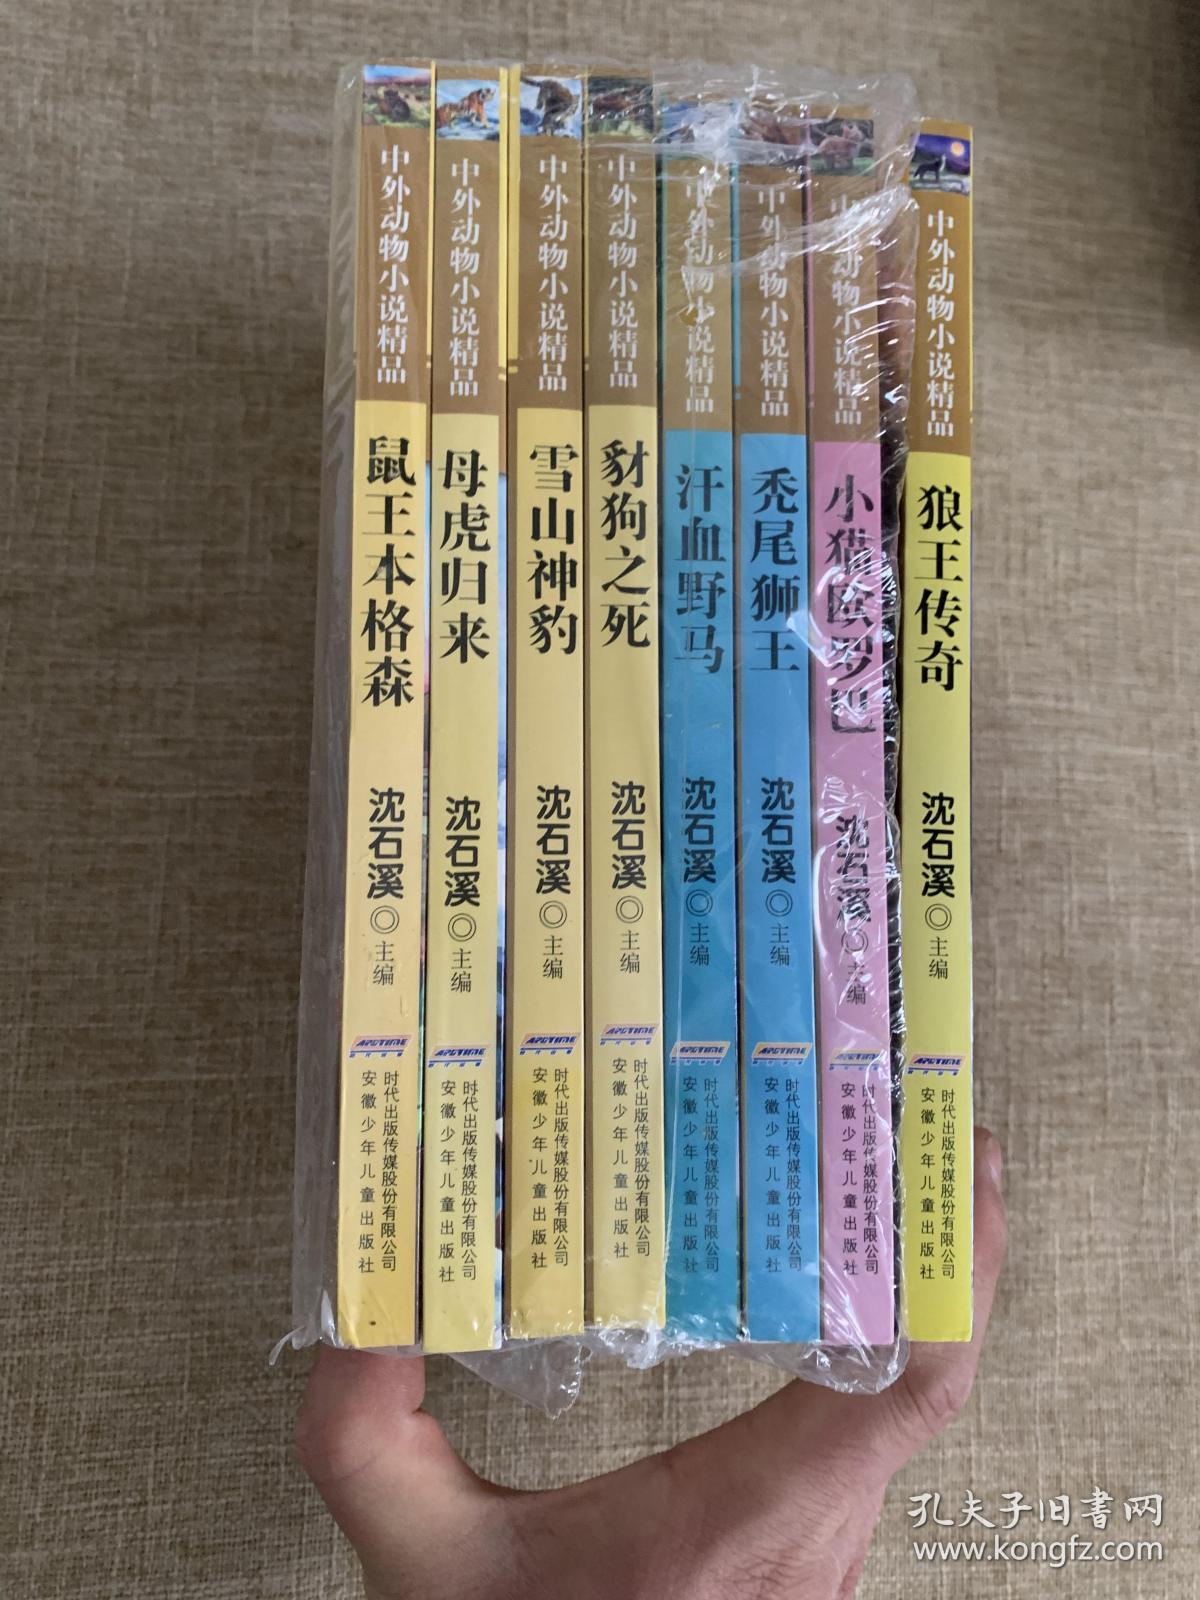 中外动物小说精品
鼠王本格森
沈石溪◎主编
ARCTIME
时代出版传媒股份有限公司
安徽少年儿童出版社
中外动物小说精品
母虎归来
沈石溪◎主编
ARCTIME
时代出版传媒股份有限公司
安徽少年儿童出版社
中外动物小说精品
雪山神豹
沈石溪◎主编
ARCTIME
时代出版传媒股份有限公司
安徽少年儿童出版社
中外动物小说精品
豺狗之死
沈石溪◎主编
ARCTIME
时代出版传媒股份有限公司
安徽少年儿童出版社
中外动物小说精品
汗血野马
沈石溪◎主编
ARCTIME
时代出版传媒股份有限公司
安徽少年儿童出版社
中外动物小说精品
秃尾狮王
沈石溪◎主编
ARCTIME
时代出版传媒股份有限公司
安徽少年儿童出版社
中外动物小说精品
小猫欧罗巴
沈石溪◎主编
ARCTIME
时代出版传媒股份有限公司
安徽少年儿童出版社
中外动物小说精品
狼王传奇
沈石溪◎主编
ARCTIME
时代出版传媒股份有限公司
安徽少年儿童出版社
孔夫子旧书网
www.kongfz.com